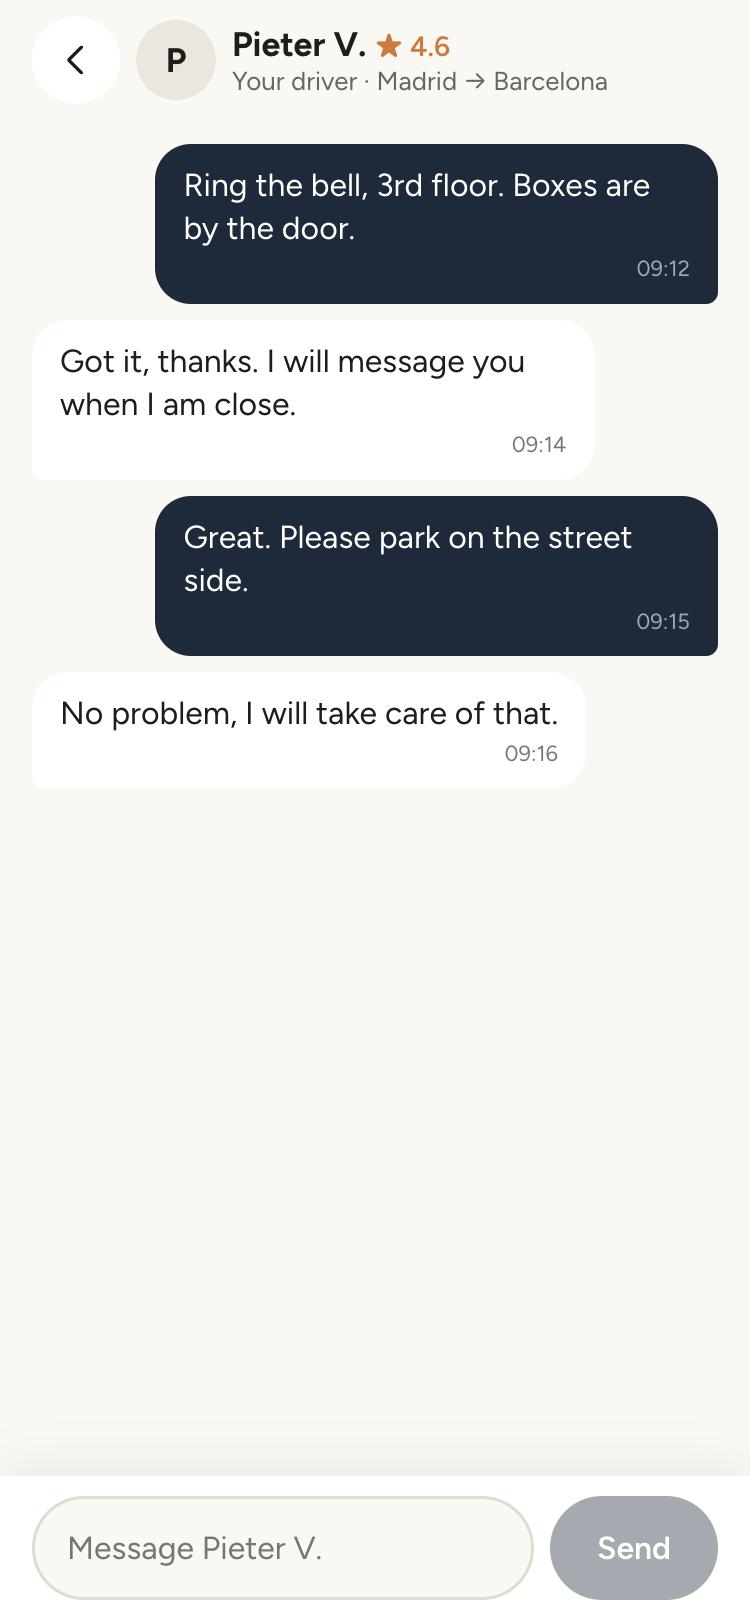 P
Pieter V. ★ 4.6
Your driver · Madrid → Barcelona
Ring the bell, 3rd floor. Boxes are
by the door.
09:12
Got it, thanks. I will message you
when I am close.
09:14
Great. Please park on the street
side.
09:15
No problem, I will take care of that.
09:16
Message Pieter V.
Send